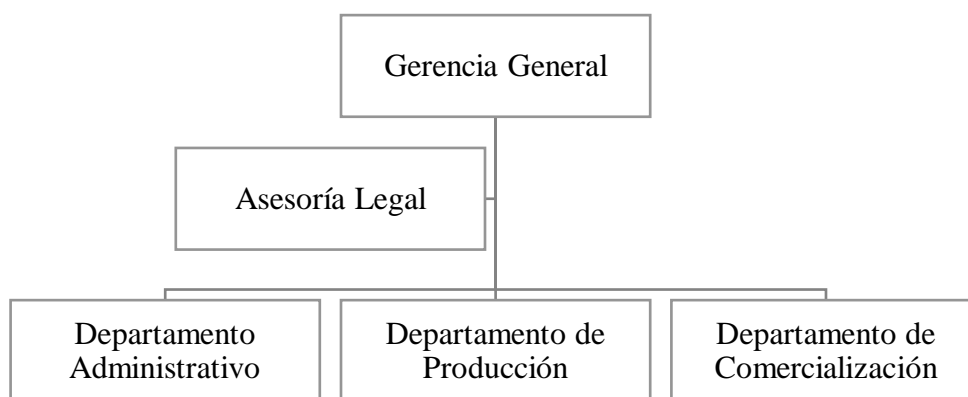 Gerencia General
Asesoría Legal
Departamento
Administrativo
Departamento de
Producción
Departamento de
Comercialización